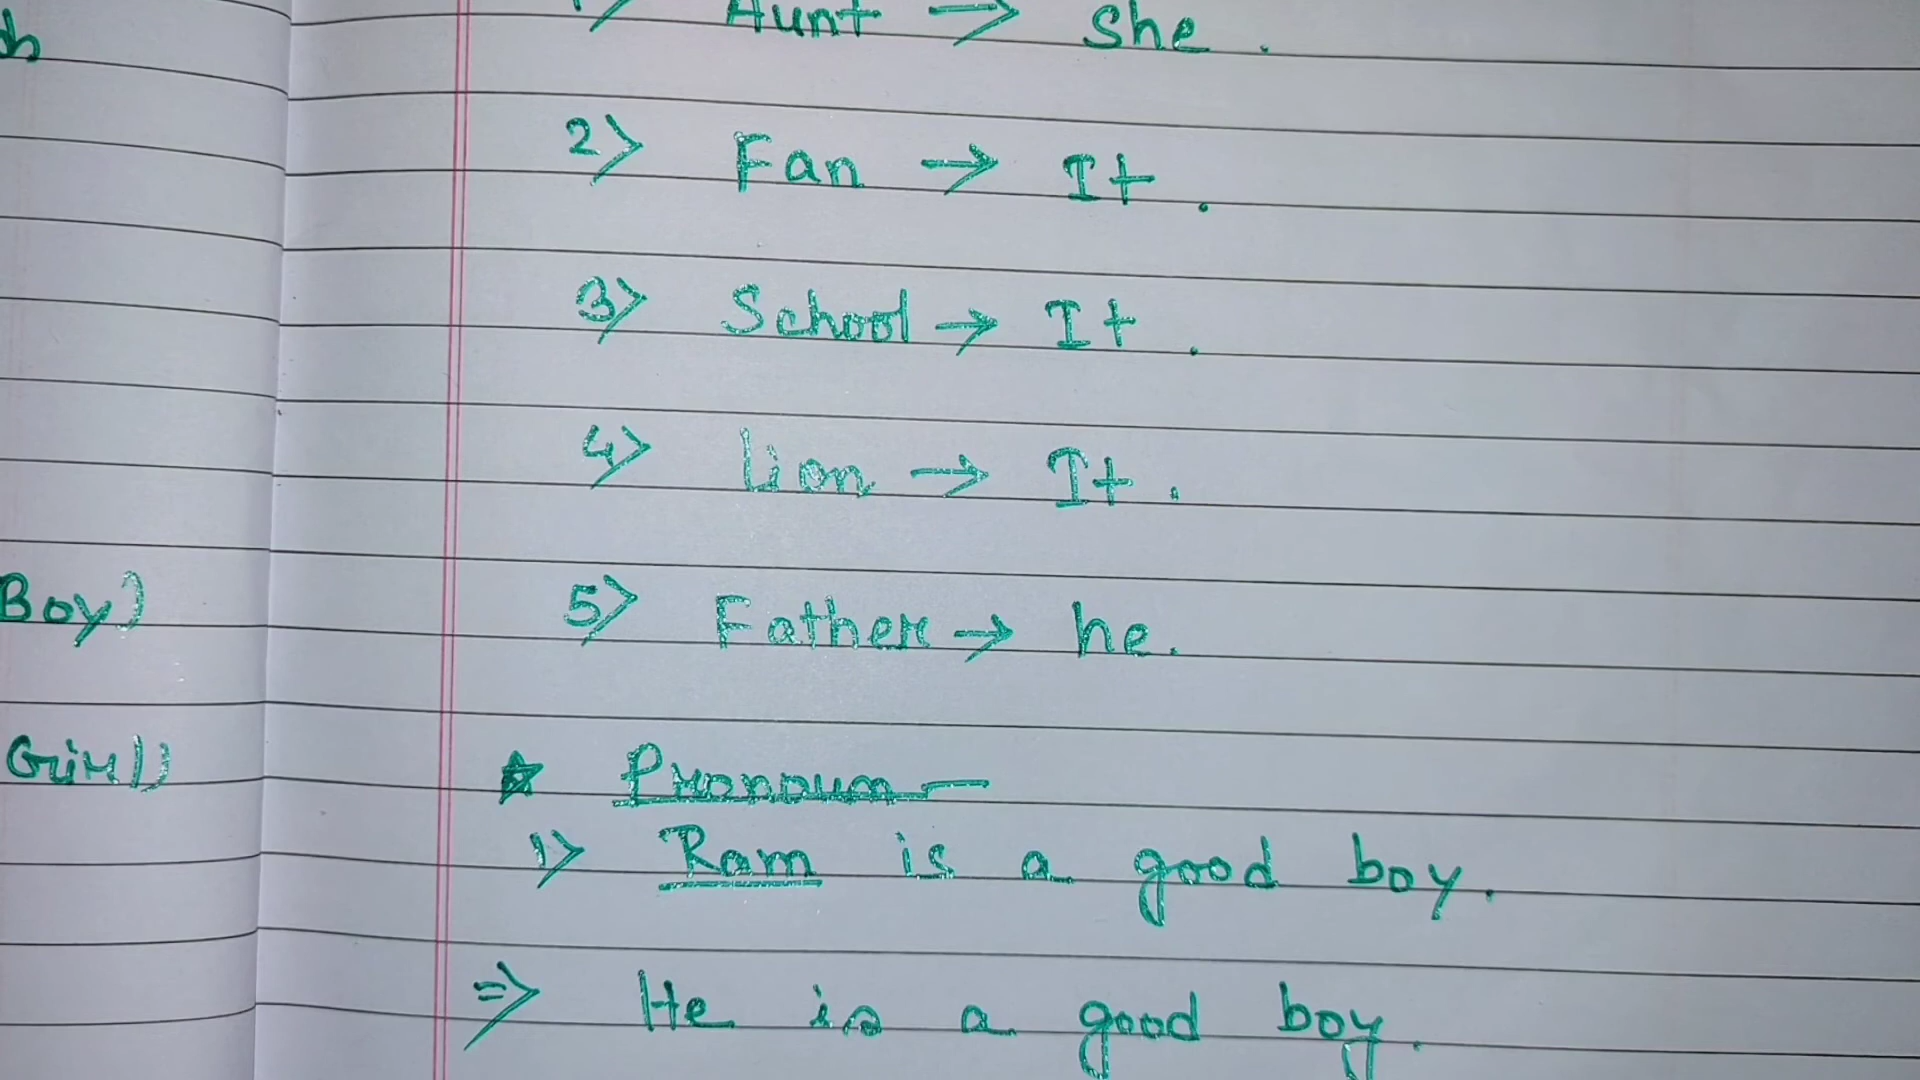 1) Aunt → She.
2) Fan → It.
3) School → It.
4) Lion → It.
5) Father → he.
Boy)
Girl)
☆ Pronoun —
1) Ram is a good boy.
⇒ He is a good boy.